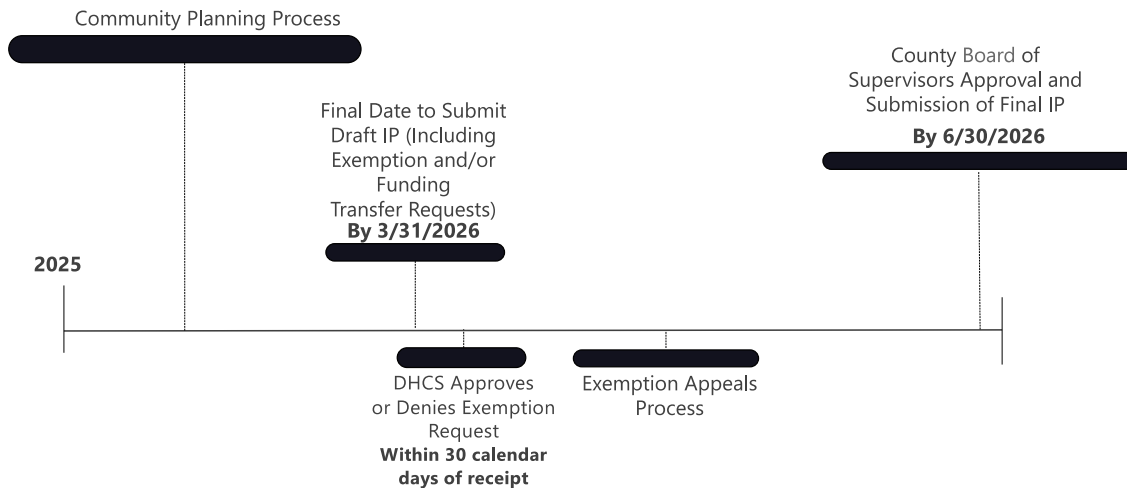 Community Planning Process
County Board of
Supervisors Approval and
Submission of Final IP
By 6/30/2026
Final Date to Submit
Draft IP (Including
Exemption and/or
Funding
Transfer Requests)
By 3/31/2026
2025
DHCS Approves
or Denies Exemption
Request
Within 30 calendar
days of receipt
Exemption Appeals
Process